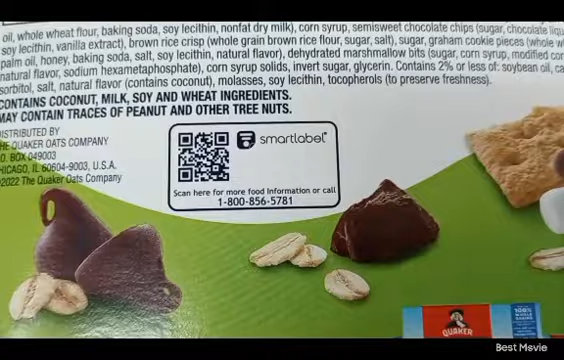 oil, whole wheat flour, baking soda, soy lecithin, nonfat dry milk), corn syrup, semisweet chocolate chips (sugar, chocolate
soy lecithin, vanilla extract), brown rice crisp (whole grain brown rice flour, sugar, salt), sugar, graham cookie pieces (whole
palm oil, honey, baking soda, salt, soy lecithin, natural flavor), dehydrated marshmallow bits (sugar, corn syrup, modified
natural flavor, sodium hexametaphosphate), corn syrup solids, invert sugar, glycerin. Contains 2% or less of: soybean oil,
sorbitol, salt, natural flavor (contains coconut), molasses, soy lecithin, tocopherols (to preserve freshness).
CONTAINS COCONUT, MILK, SOY AND WHEAT INGREDIENTS.
MAY CONTAIN TRACES OF PEANUT AND OTHER TREE NUTS.
DISTRIBUTED BY
THE QUAKER OATS COMPANY
P.O. BOX 049003
CHICAGO, IL 60604-9003, U.S.A.
©2022 The Quaker Oats Company
smartlabel
Scan here for more food information or call
1-800-856-5781
QUAKER
100%
WHOLE
GRAINS
Best Movie